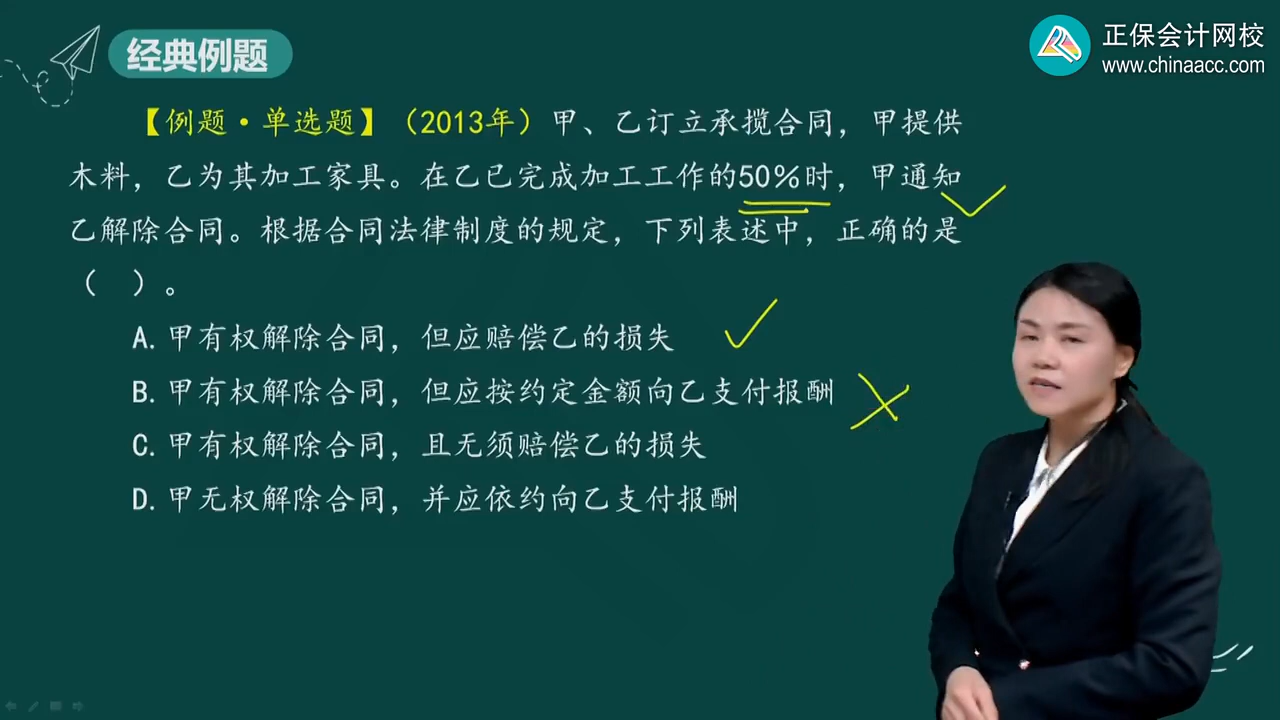 经典例题
正保会计网校
www.chinaacc.com
【例题·单选题】（2013年）甲、乙订立承揽合同，甲提供
木料，乙为其加工家具。在乙已完成加工工作的50%时，甲通知
乙解除合同。根据合同法律制度的规定，下列表述中，正确的是
（ ）。
A. 甲有权解除合同，但应赔偿乙的损失
B. 甲有权解除合同，但应按约定金额向乙支付报酬
C. 甲有权解除合同，且无须赔偿乙的损失
D. 甲无权解除合同，并应依约向乙支付报酬